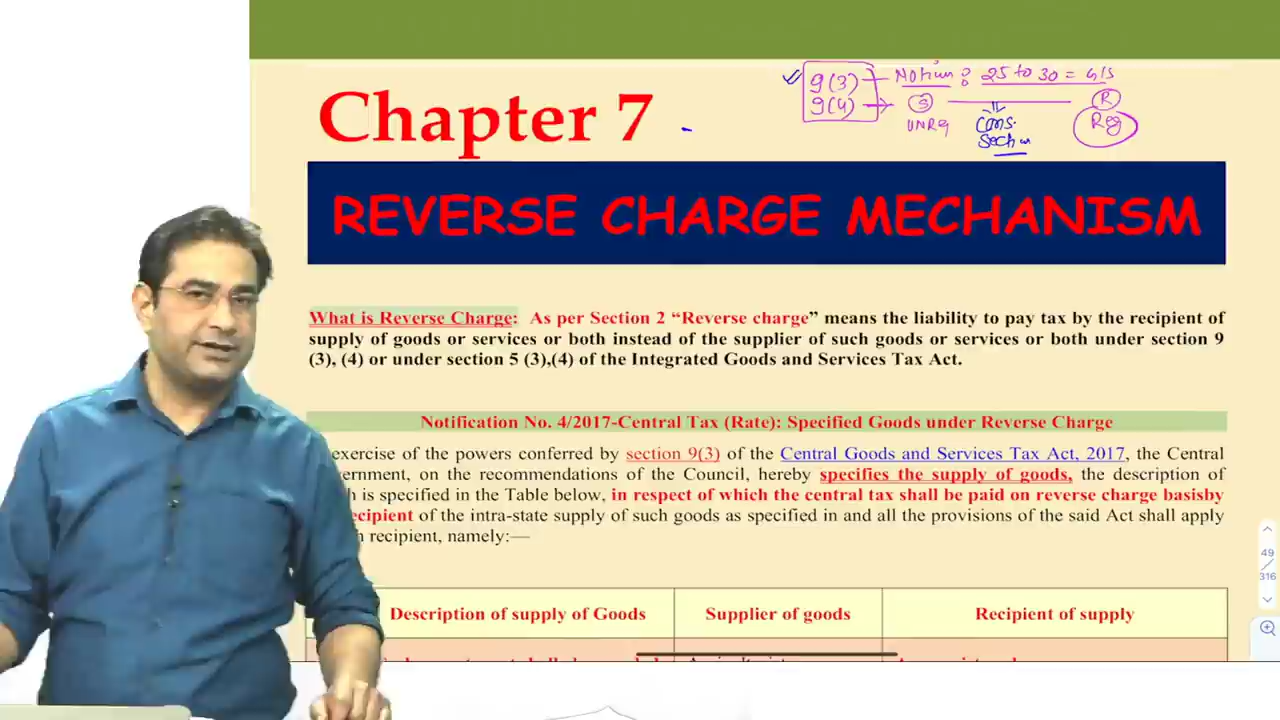 9(3) Notion : 25 to 30 = G/S
9(4) S R
UNReg Cons. Reg
Section
Chapter 7
REVERSE CHARGE MECHANISM
What is Reverse Charge: As per Section 2 “Reverse charge” means the liability to pay tax by the recipient of
supply of goods or services or both instead of the supplier of such goods or services or both under section 9
(3), (4) or under section 5 (3),(4) of the Integrated Goods and Services Tax Act.
Notification No. 4/2017-Central Tax (Rate): Specified Goods under Reverse Charge
exercise of the powers conferred by section 9(3) of the Central Goods and Services Tax Act, 2017, the Central
ernment, on the recommendations of the Council, hereby specifies the supply of goods, the description of
h is specified in the Table below, in respect of which the central tax shall be paid on reverse charge basisby
ecipient of the intra-state supply of such goods as specified in and all the provisions of the said Act shall apply
recipient, namely:—
Description of supply of Goods Supplier of goods Recipient of supply
49
/
316